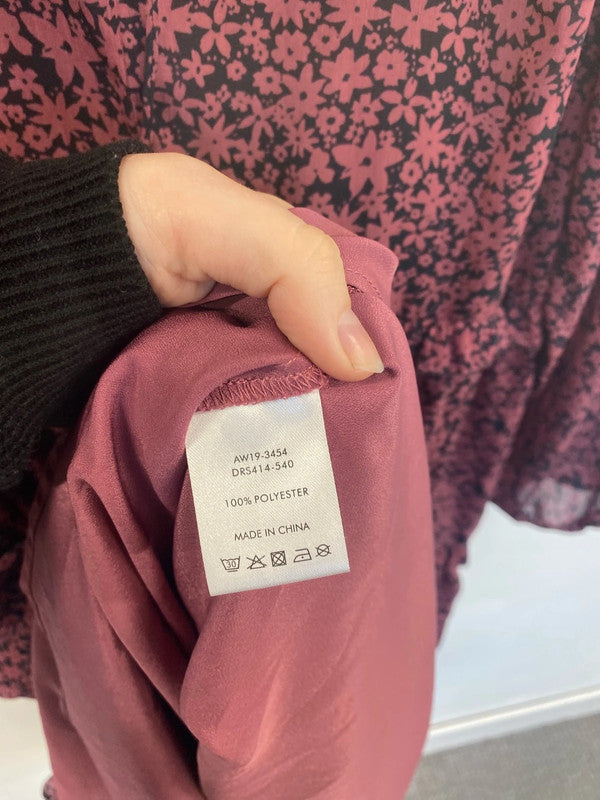 AW19-3454
DRS414-540
100% POLYESTER
MADE IN CHINA
30